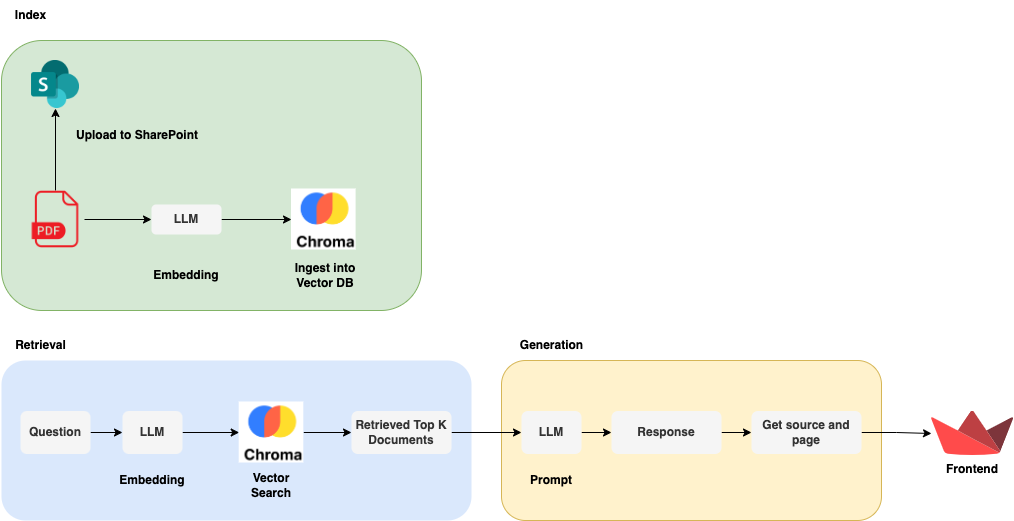 Index
S
Upload to SharePoint
PDF
LLM
Chroma
Embedding
Ingest into
Vector DB
Retrieval
Question
LLM
Chroma
Retrieved Top K
Documents
Embedding
Vector
Search
Generation
LLM
Response
Get source and
page
Prompt
Frontend